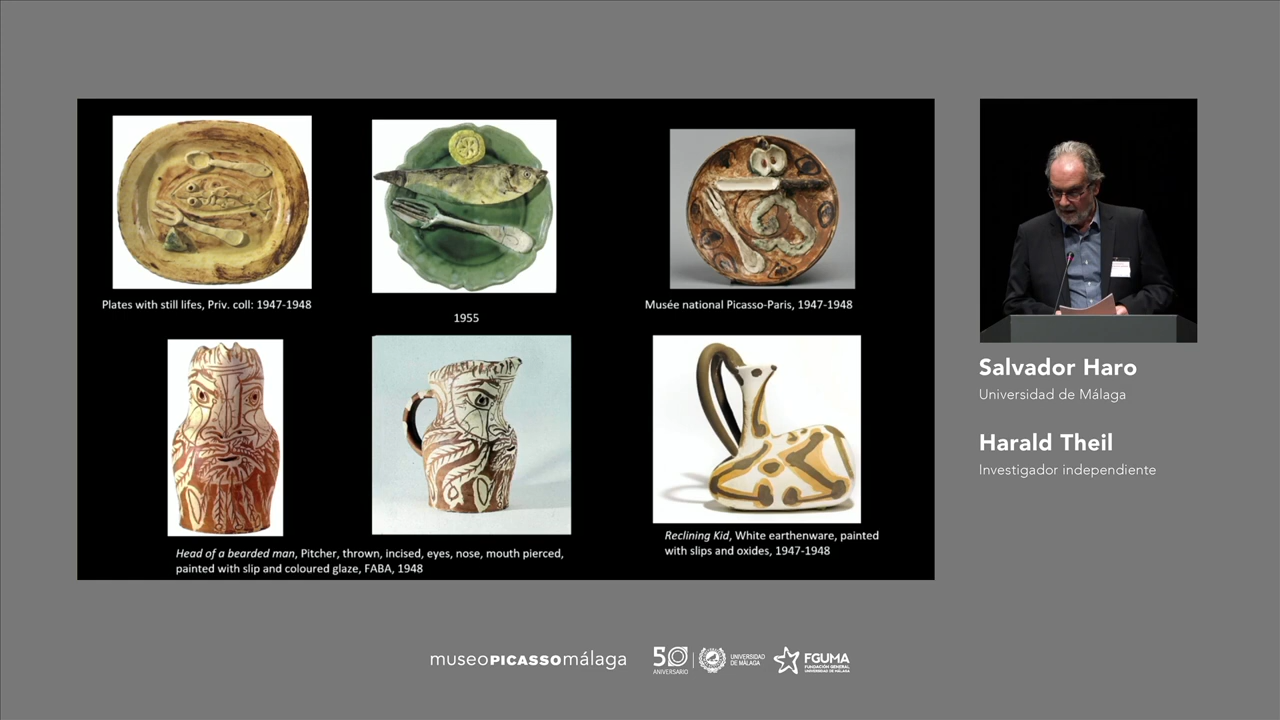 Plates with still lifes, Priv. coll: 1947-1948
1955
Musée national Picasso-Paris, 1947-1948
Head of a bearded man, Pitcher, thrown, incised, eyes, nose, mouth pierced,
painted with slip and coloured glaze, FABA, 1948
Reclining Kid, White earthenware, painted
with slips and oxides, 1947-1948
Salvador Haro
Universidad de Málaga
Harald Theil
Investigador independiente
museoPICASSOmálaga
50
ANIVERSARIO
UNIVERSIDAD
DE MÁLAGA
FGUMA
FUNDACIÓN GENERAL
UNIVERSIDAD DE MÁLAGA